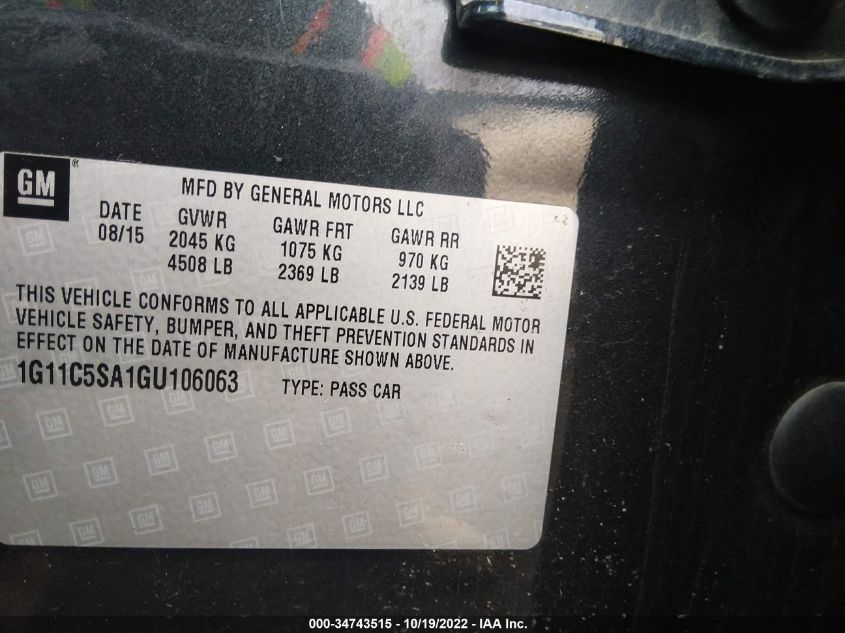 GM ®
MFD BY GENERAL MOTORS LLC
DATE GVWR GAWR FRT GAWR RR
08/15 2045 KG 1075 KG 970 KG
4508 LB 2369 LB 2139 LB
THIS VEHICLE CONFORMS TO ALL APPLICABLE U.S. FEDERAL MOTOR
VEHICLE SAFETY, BUMPER, AND THEFT PREVENTION STANDARDS IN
EFFECT ON THE DATE OF MANUFACTURE SHOWN ABOVE.
1G11C5SA1GU106063 TYPE: PASS CAR
000-34743515 - 10/19/2022 - IAA Inc.